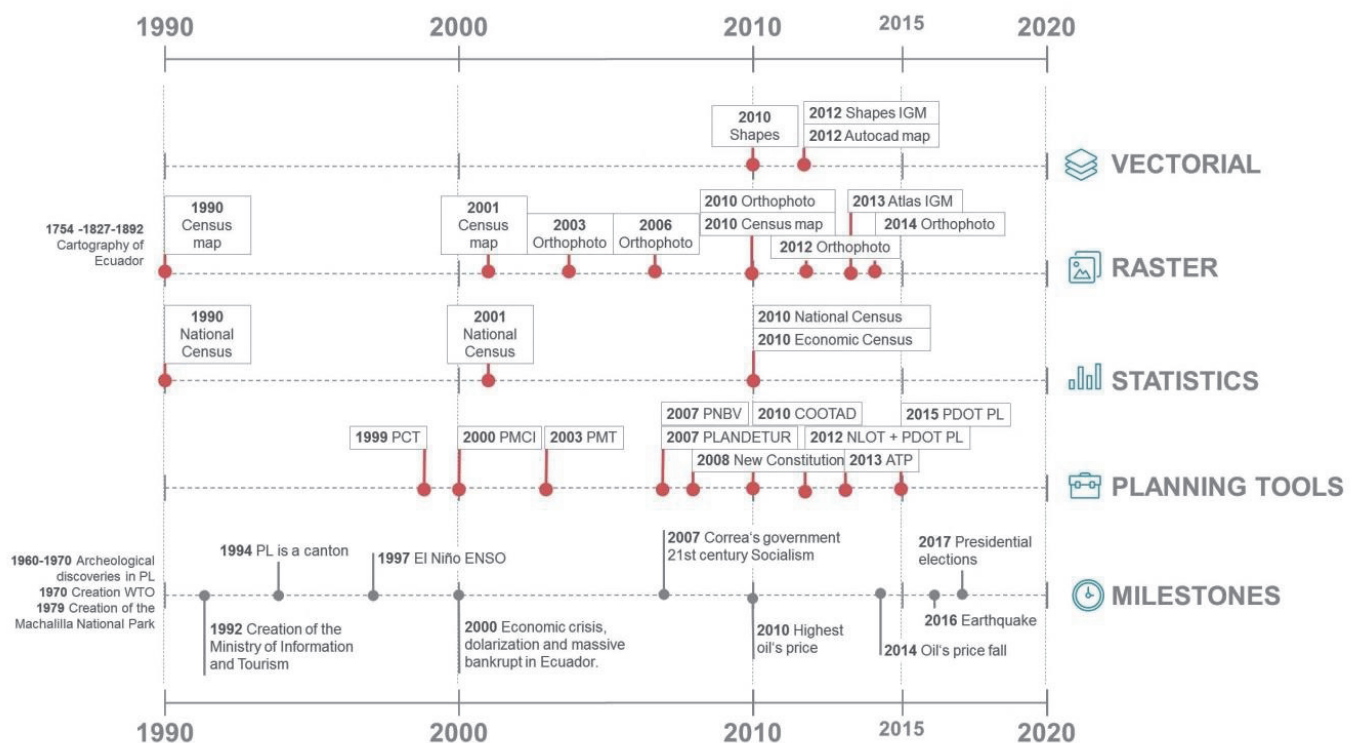 1990 2000 2010 2015 2020
2010
Shapes
2012 Shapes IGM
2012 Autocad map
VECTORIAL
1754 -1827-1892
Cartography of
Ecuador
1990
Census
map
2001
Census
map
2003
Orthophoto
2006
Orthophoto
2010 Orthophoto
2010 Census map
2012 Orthophoto
2013 Atlas IGM
2014 Orthophoto
RASTER
1990
National
Census
2001
National
Census
2010 National Census
2010 Economic Census
STATISTICS
1999 PCT
2000 PMCI
2003 PMT
2007 PNBV
2007 PLANDETUR
2008 New Constitution
2010 COOTAD
2012 NLOT + PDOT PL
2013 ATP
2015 PDOT PL
PLANNING TOOLS
1960-1970 Archeological
discoveries in PL
1970 Creation WTO
1979 Creation of the
Machalilla National Park
1994 PL is a canton
1997 El Niño ENSO
2007 Correa's government
21st century Socialism
2017 Presidential
elections
1992 Creation of the
Ministry of Information
and Tourism
2000 Economic crisis,
dolarization and massive
bankrupt in Ecuador.
2010 Highest
oil's price
2014 Oil's price fall
2016 Earthquake
MILESTONES
1990 2000 2010 2015 2020